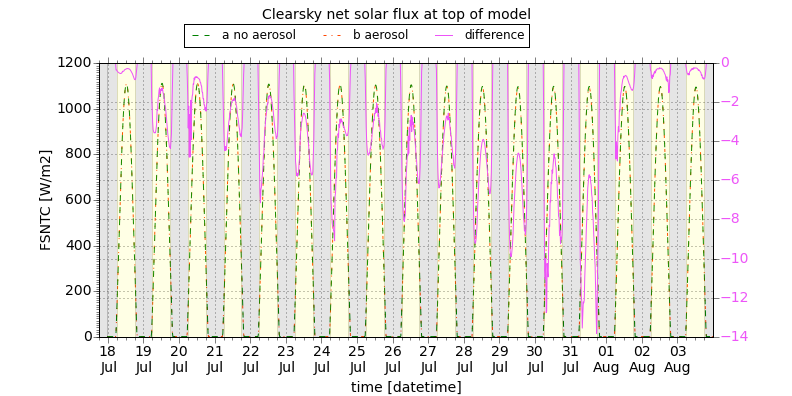 Clearsky net solar flux at top of model
a no aerosol b aerosol difference
1200
1000
800
600
400
200
0
FSNTC [W/m2]
0
−2
−4
−6
−8
−10
−12
−14
18 19 20 21 22 23 24 25 26 27 28 29 30 31 01 02 03
Jul Jul Jul Jul Jul Jul Jul Jul Jul Jul Jul Jul Jul Jul Aug Aug Aug
time [datetime]